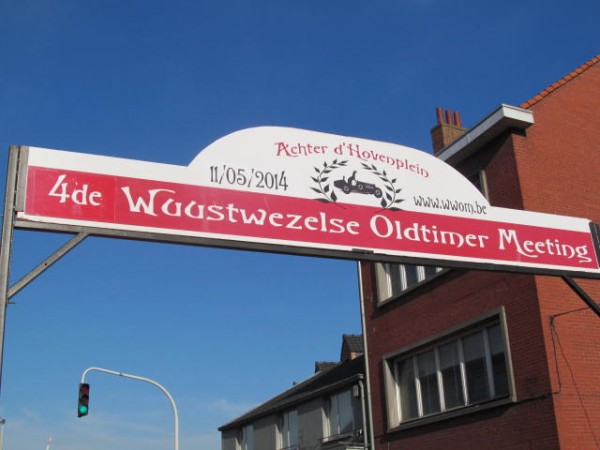 Achter d'Hovenplein
11/05/2014
www.wwom.be
4de Wuustwezelse Oldtimer Meeting